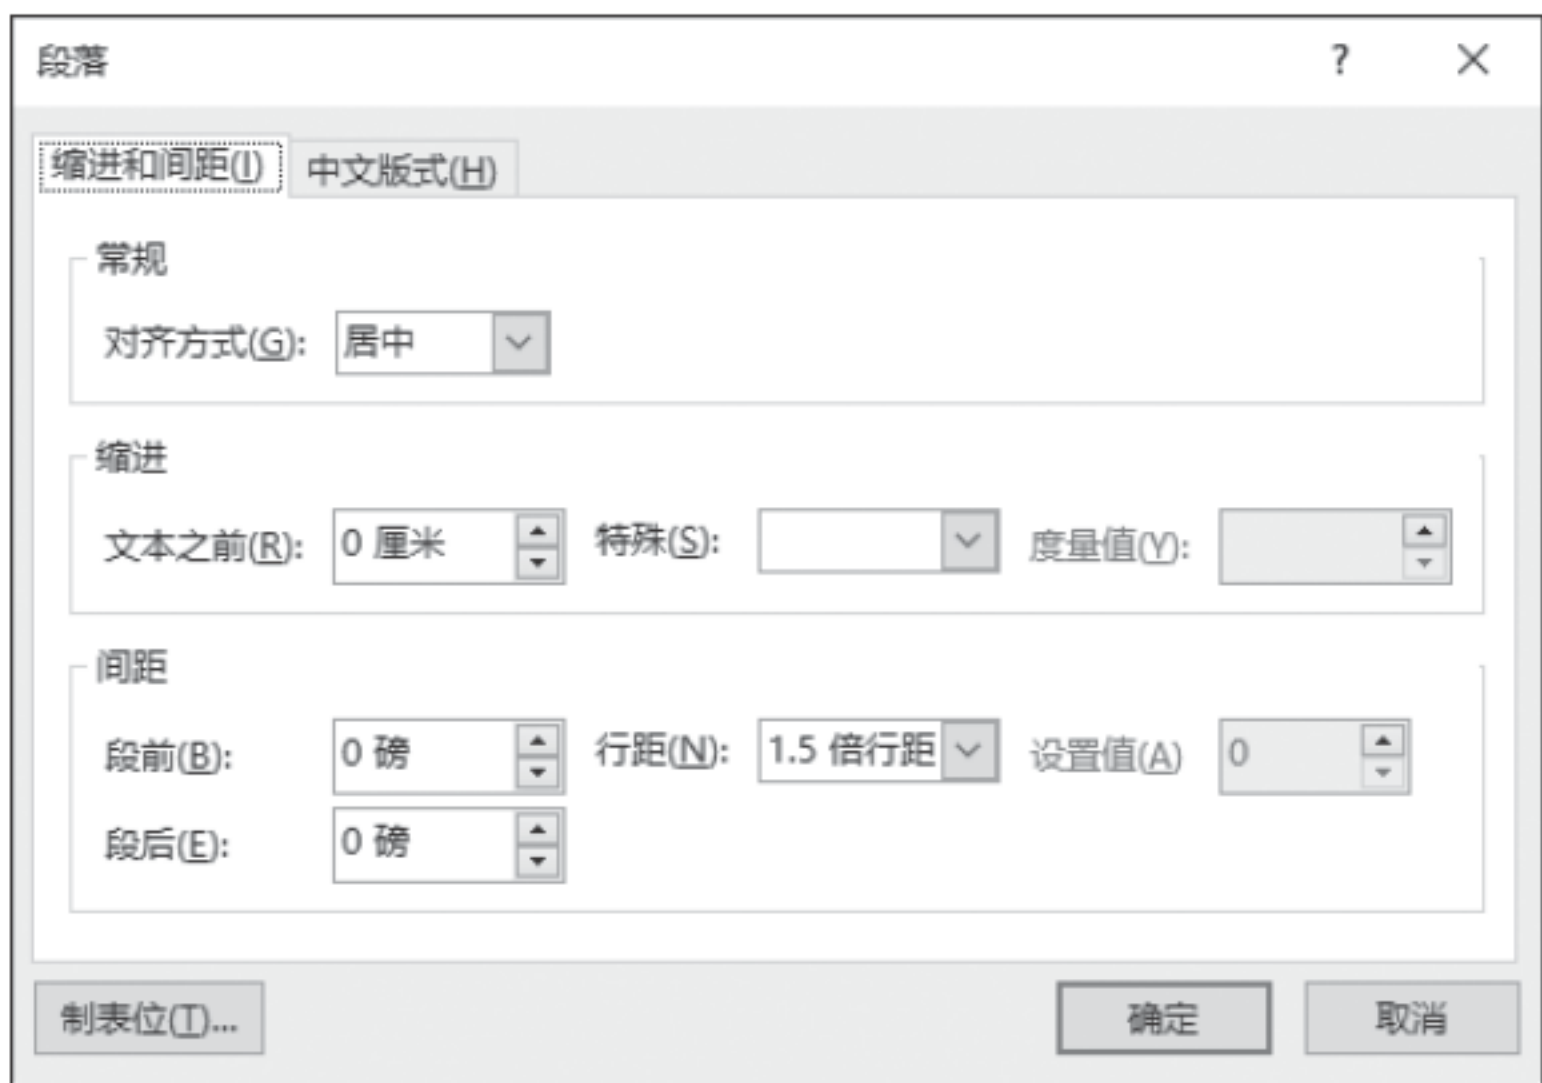 段落 ?
缩进和间距(I) 中文版式(H)
常规
对齐方式(G): 居中
缩进
文本之前(R): 0 厘米 特殊(S): 度量值(Y):
间距
段前(B): 0 磅 行距(N): 1.5 倍行距 设置值(A) 0
段后(E): 0 磅
制表位(T)... 确定 取消